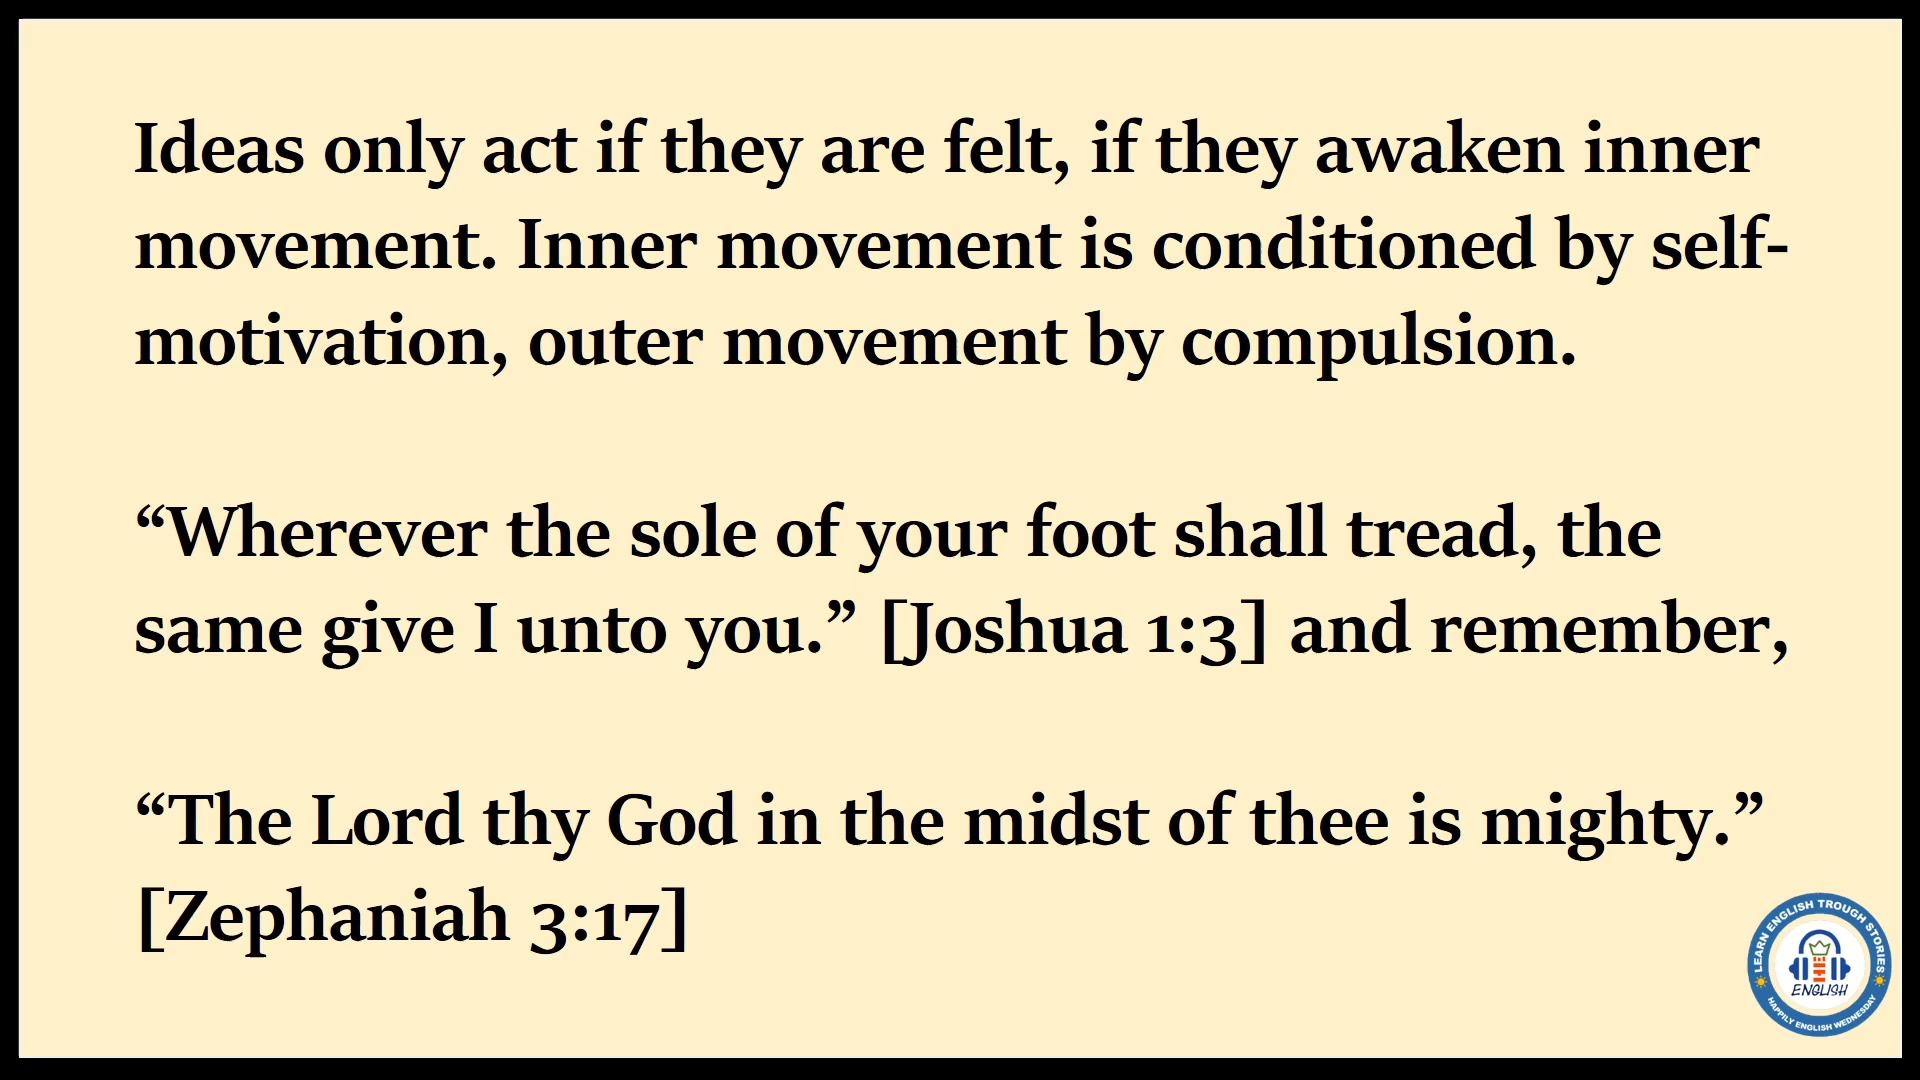 Ideas only act if they are felt, if they awaken inner
movement. Inner movement is conditioned by self-
motivation, outer movement by compulsion.
“Wherever the sole of your foot shall tread, the
same give I unto you.” [Joshua 1:3] and remember,
“The Lord thy God in the midst of thee is mighty.”
[Zephaniah 3:17]
LEARN ENGLISH TROUGH STORIES
ENGLISH
HAPPILY ENGLISH WEDNESDAY